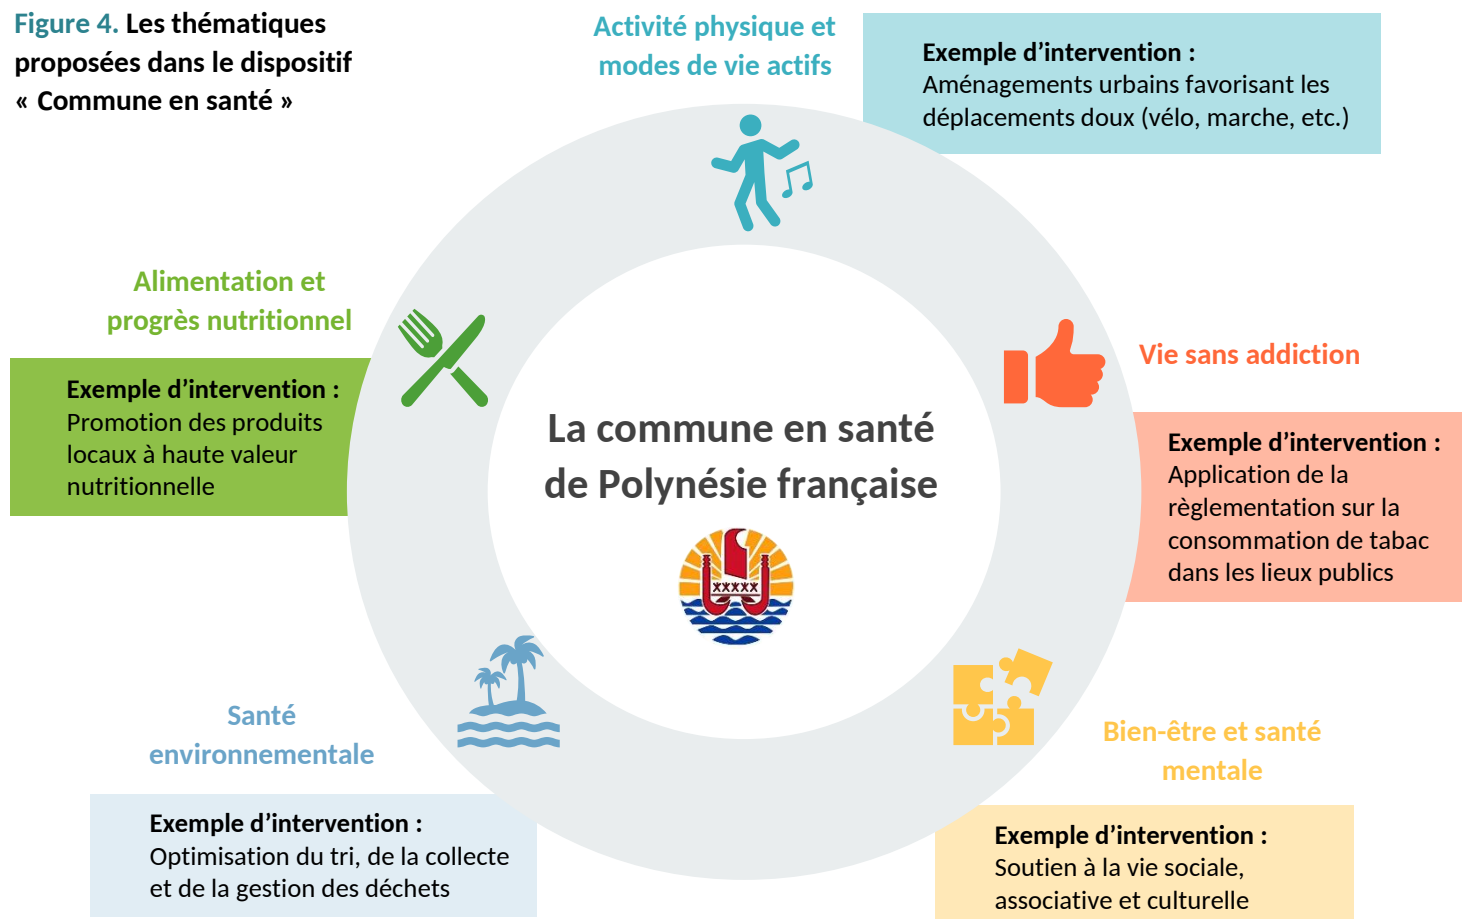 Figure 4. Les thématiques
proposées dans le dispositif
« Commune en santé »
Activité physique et
modes de vie actifs
Exemple d’intervention :
Aménagements urbains favorisant les
déplacements doux (vélo, marche, etc.)
Alimentation et
progrès nutritionnel
Exemple d’intervention :
Promotion des produits
locaux à haute valeur
nutritionnelle
Vie sans addiction
Exemple d’intervention :
Application de la
règlementation sur la
consommation de tabac
dans les lieux publics
La commune en santé
de Polynésie française
Santé
environnementale
Exemple d’intervention :
Optimisation du tri, de la collecte
et de la gestion des déchets
Bien-être et santé
mentale
Exemple d’intervention :
Soutien à la vie sociale,
associative et culturelle